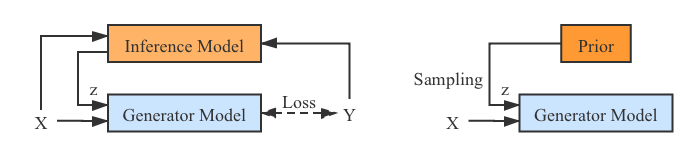 Inference Model
z
Generator Model
Loss
X
Y
Prior
Sampling
z
Generator Model
X